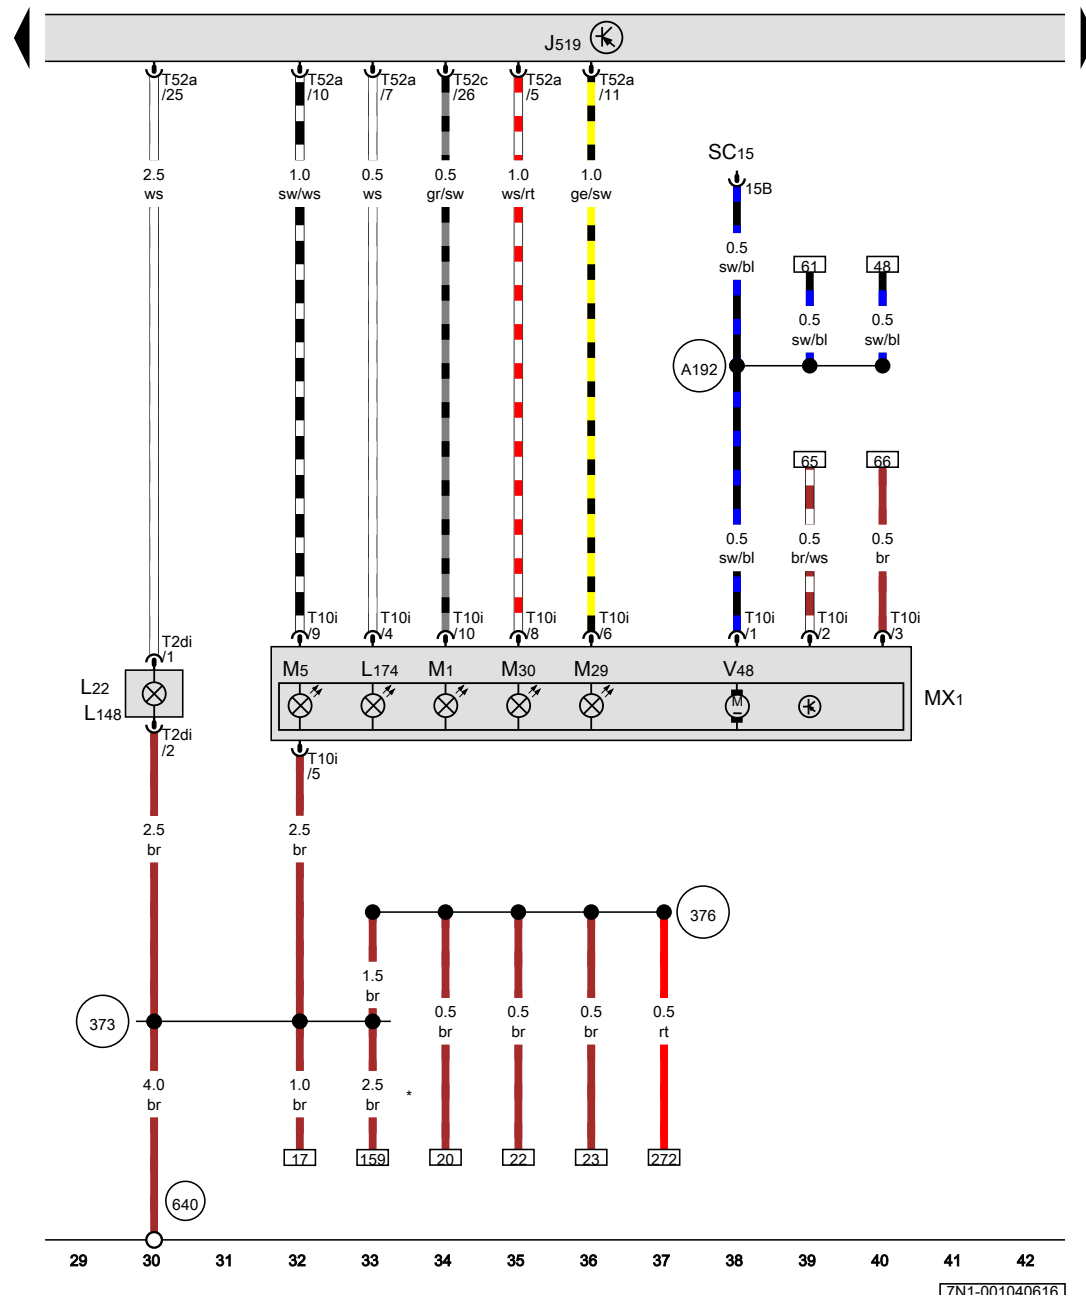 J519
T52a
/25
T52a
/10
T52a
/7
T52c
/26
T52a
/5
T52a
/11
2.5
ws
1.0
sw/ws
0.5
ws
0.5
gr/sw
1.0
ws/rt
1.0
ge/sw
SC15
15B
0.5
sw/bl
61
48
0.5
sw/bl
0.5
sw/bl
A192
65
66
0.5
sw/bl
0.5
br/ws
0.5
br
T10i
/9
T10i
/4
T10i
/10
T10i
/8
T10i
/6
T10i
/1
T10i
/2
T10i
/3
T2di
/1
L22
L148
M5
L174
M1
M30
M29
V48
M
MX1
T2di
/2
T10i
/5
2.5
br
2.5
br
376
1.5
br
0.5
br
0.5
br
0.5
br
0.5
rt
373
4.0
br
1.0
br
2.5
br
*
17
159
20
22
23
272
640
29 30 31 32 33 34 35 36 37 38 39 40 41 42
7N1-001040616